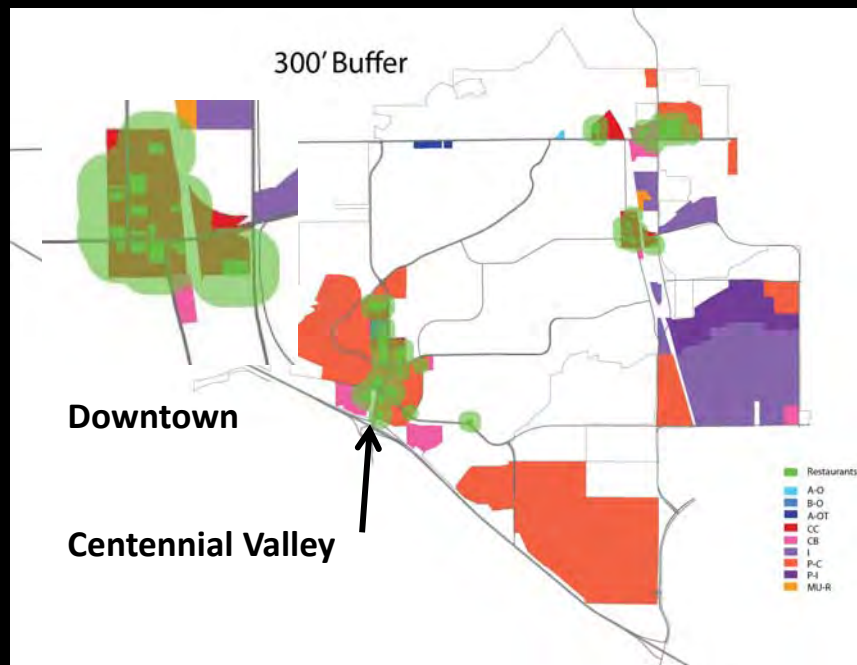 300' Buffer
Downtown
Centennial Valley
Restaurants
A-O
B-O
A-OT
CC
CB
I
P-C
P-I
MU-R